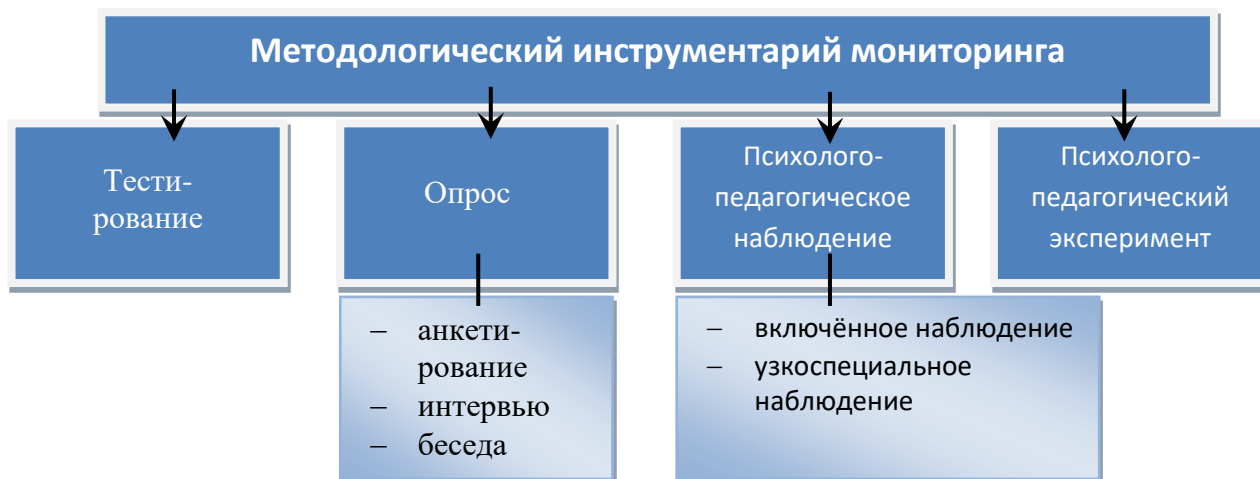 Методологический инструментарий мониторинга
Тести-
рование
Опрос
Психолого-
педагогическое
наблюдение
Психолого-
педагогический
эксперимент
– анкети-
рование
– интервью
– беседа
– включённое наблюдение
– узкоспециальное
наблюдение